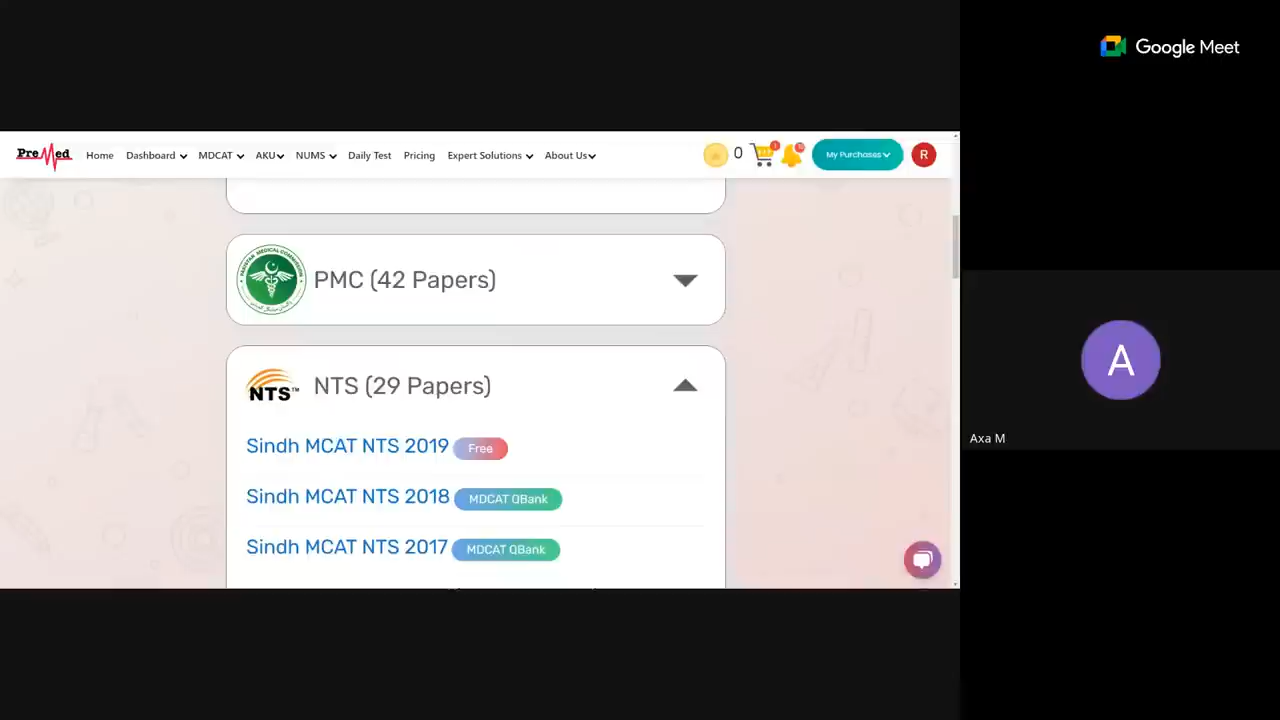 Google Meet
PreMed Home Dashboard MDCAT AKU NUMS Daily Test Pricing Expert Solutions About Us 0 My Purchases R
PMC (42 Papers)
NTS NTS (29 Papers)
Sindh MCAT NTS 2019 Free
Sindh MCAT NTS 2018 MDCAT QBank
Sindh MCAT NTS 2017 MDCAT QBank
A
Axa M